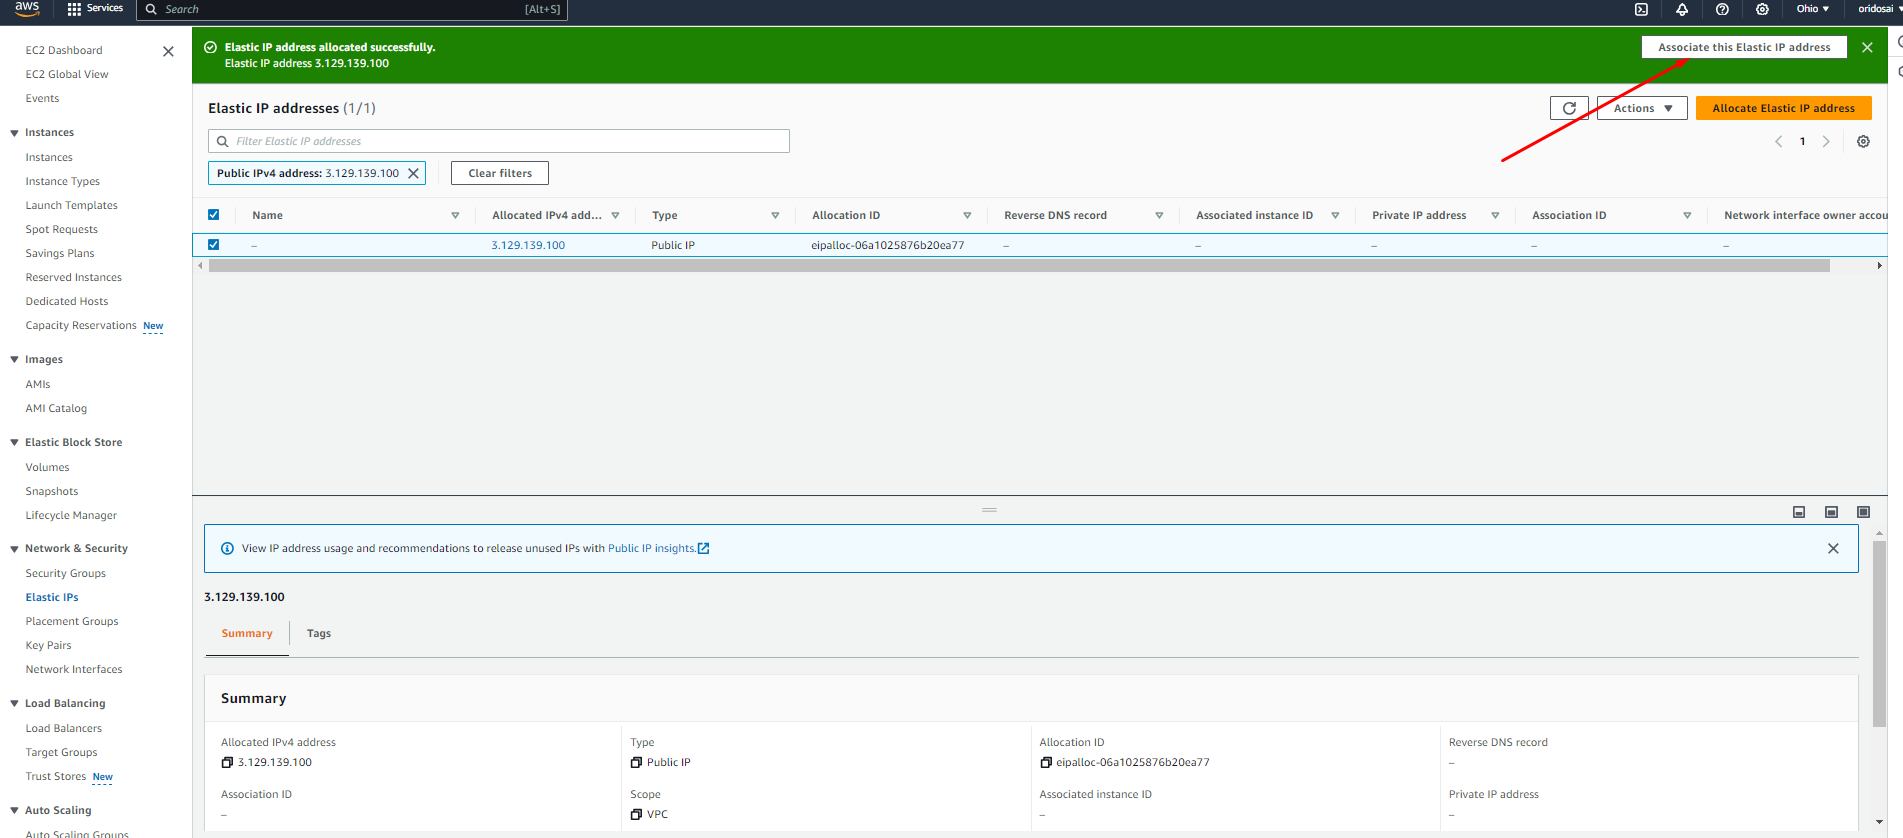 aws Services Search [Alt+S] Ohio oridosai
EC2 Dashboard
EC2 Global View
Events
Instances
Instances
Instance Types
Launch Templates
Spot Requests
Savings Plans
Reserved Instances
Dedicated Hosts
Capacity Reservations New
Images
AMIs
AMI Catalog
Elastic Block Store
Volumes
Snapshots
Lifecycle Manager
Network & Security
Security Groups
Elastic IPs
Placement Groups
Key Pairs
Network Interfaces
Load Balancing
Load Balancers
Target Groups
Trust Stores New
Auto Scaling
Auto Scaling Groups
Elastic IP address allocated successfully.
Elastic IP address 3.129.139.100
Associate this Elastic IP address
Elastic IP addresses (1/1)
Actions
Allocate Elastic IP address
Filter Elastic IP addresses
1
Public IPv4 address: 3.129.139.100
Clear filters
Name Allocated IPv4 add... Type Allocation ID Reverse DNS record Associated instance ID Private IP address Association ID Network interface owner accou
– 3.129.139.100 Public IP eipalloc-06a1025876b20ea77 – – – – –
View IP address usage and recommendations to release unused IPs with Public IP insights.
3.129.139.100
Summary Tags
Summary
Allocated IPv4 address
3.129.139.100
Type
Public IP
Allocation ID
eipalloc-06a1025876b20ea77
Reverse DNS record
–
Association ID
–
Scope
VPC
Associated instance ID
–
Private IP address
–